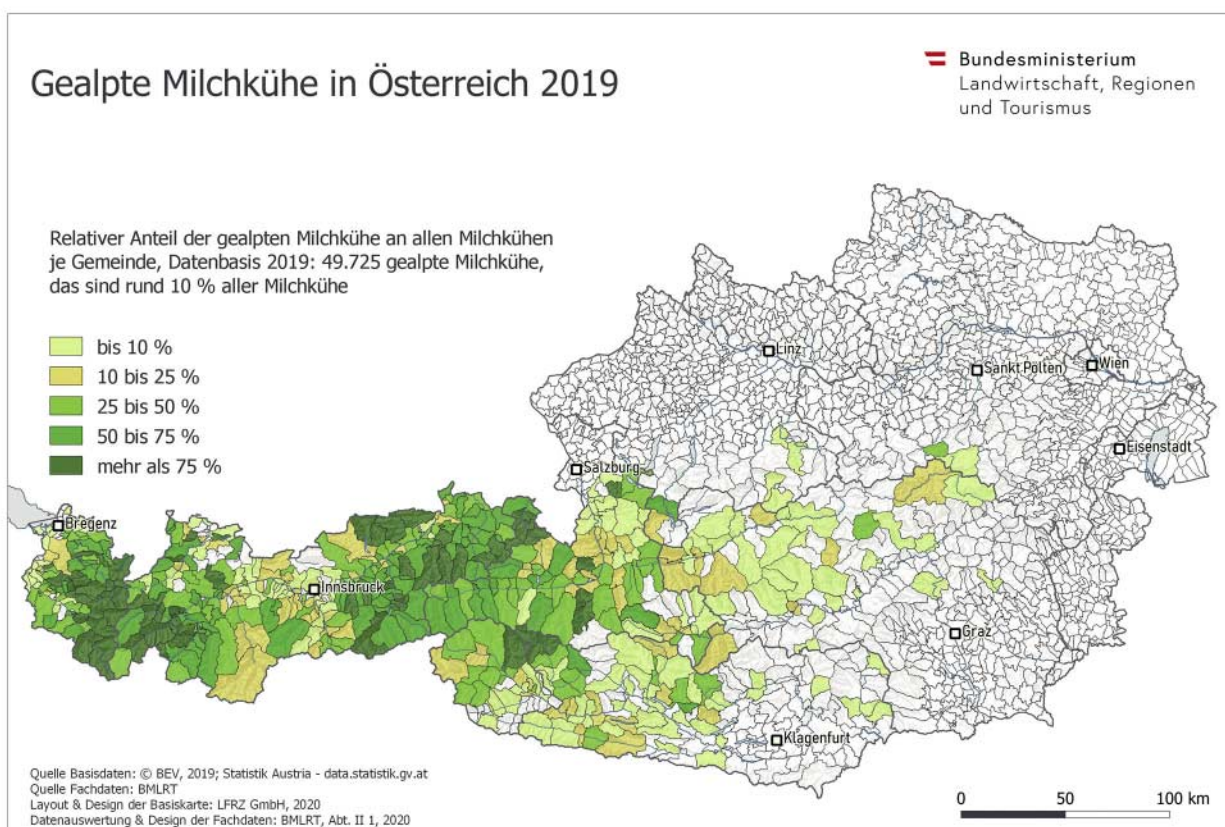 Gealpte Milchkühe in Österreich 2019
Bundesministerium
Landwirtschaft, Regionen
und Tourismus
Relativer Anteil der gealpten Milchkühe an allen Milchkühen
je Gemeinde, Datenbasis 2019: 49.725 gealpte Milchkühe,
das sind rund 10 % aller Milchkühe
bis 10 %
10 bis 25 %
25 bis 50 %
50 bis 75 %
mehr als 75 %
Linz
Sankt Pölten
Wien
Eisenstadt
Salzburg
Bregenz
Innsbruck
Graz
Klagenfurt
Quelle Basisdaten: © BEV, 2019; Statistik Austria - data.statistik.gv.at
Quelle Fachdaten: BMLRT
Layout & Design der Basiskarte: LFRZ GmbH, 2020
Datenauswertung & Design der Fachdaten: BMLRT, Abt. II 1, 2020
0 50 100 km